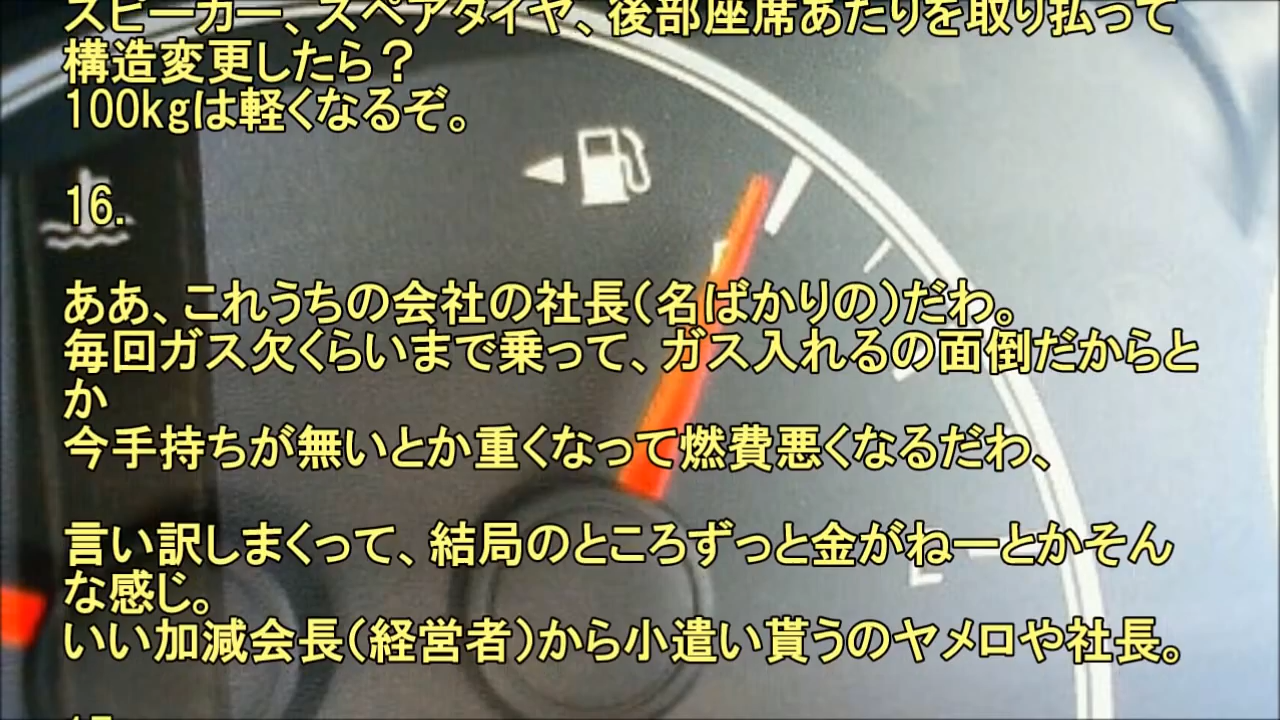 スピーカー、スペアタイヤ、後部座席あたりを取り払って
構造変更したら？
100kgは軽くなるぞ。
16.
ああ、これうちの会社の社長（名ばかりの）だわ。
毎回ガス欠くらいまで乗って、ガス入れるの面倒だからと
か
今手持ちが無いとか重くなって燃費悪くなるだわ、
言い訳しまくって、結局のところずっと金がねーとかそん
な感じ。
いい加減会長（経営者）から小遣い貰うのヤメロや社長。